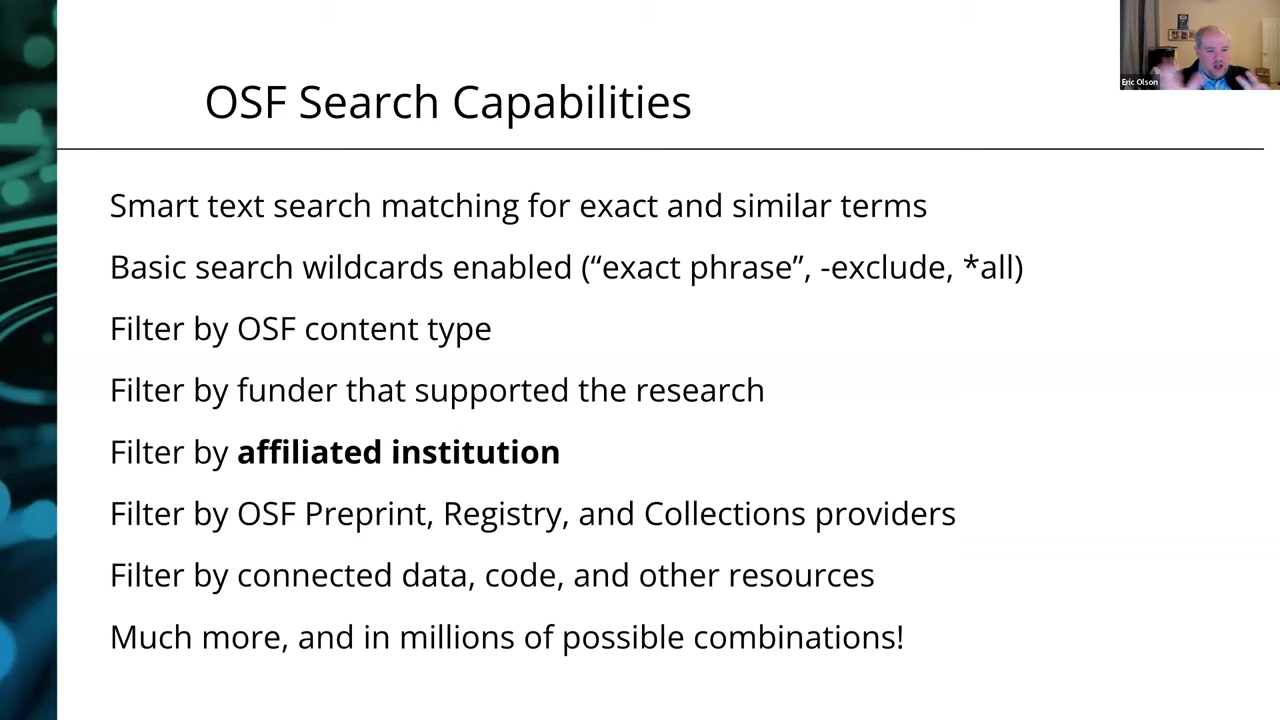 Eric Olson
OSF Search Capabilities
Smart text search matching for exact and similar terms
Basic search wildcards enabled (“exact phrase”, -exclude, *all)
Filter by OSF content type
Filter by funder that supported the research
Filter by affiliated institution
Filter by OSF Preprint, Registry, and Collections providers
Filter by connected data, code, and other resources
Much more, and in millions of possible combinations!